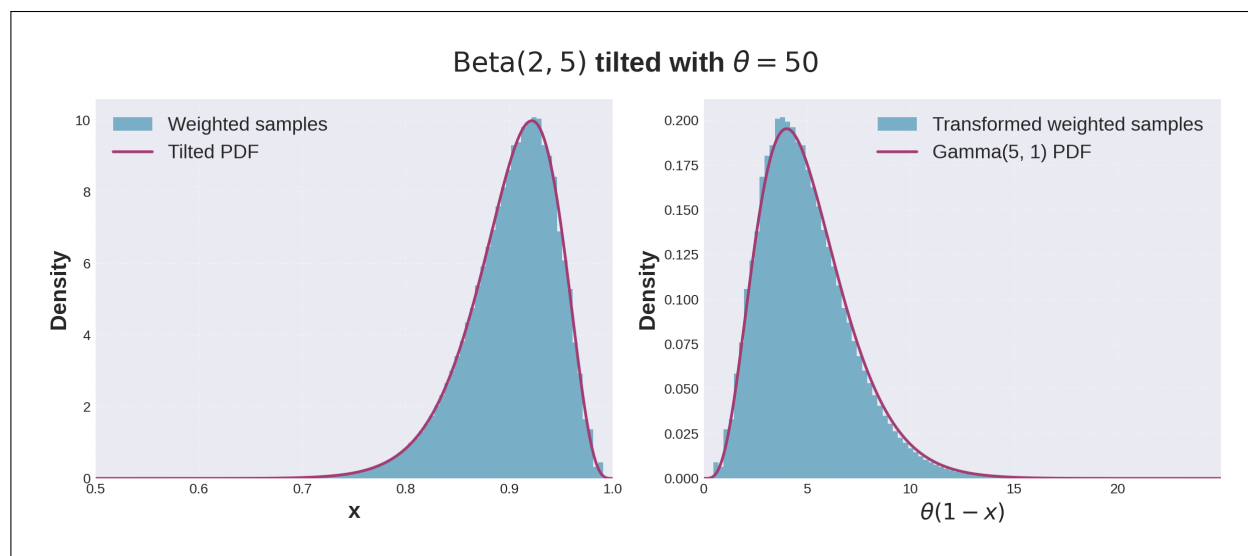 Beta(2, 5) tilted with θ = 50
Weighted samples
Tilted PDF
Density
10
8
6
4
2
0
0.5 0.6 0.7 0.8 0.9 1.0
x
Transformed weighted samples
Gamma(5, 1) PDF
Density
0.200
0.175
0.150
0.125
0.100
0.075
0.050
0.025
0.000
0 5 10 15 20
θ(1 − x)